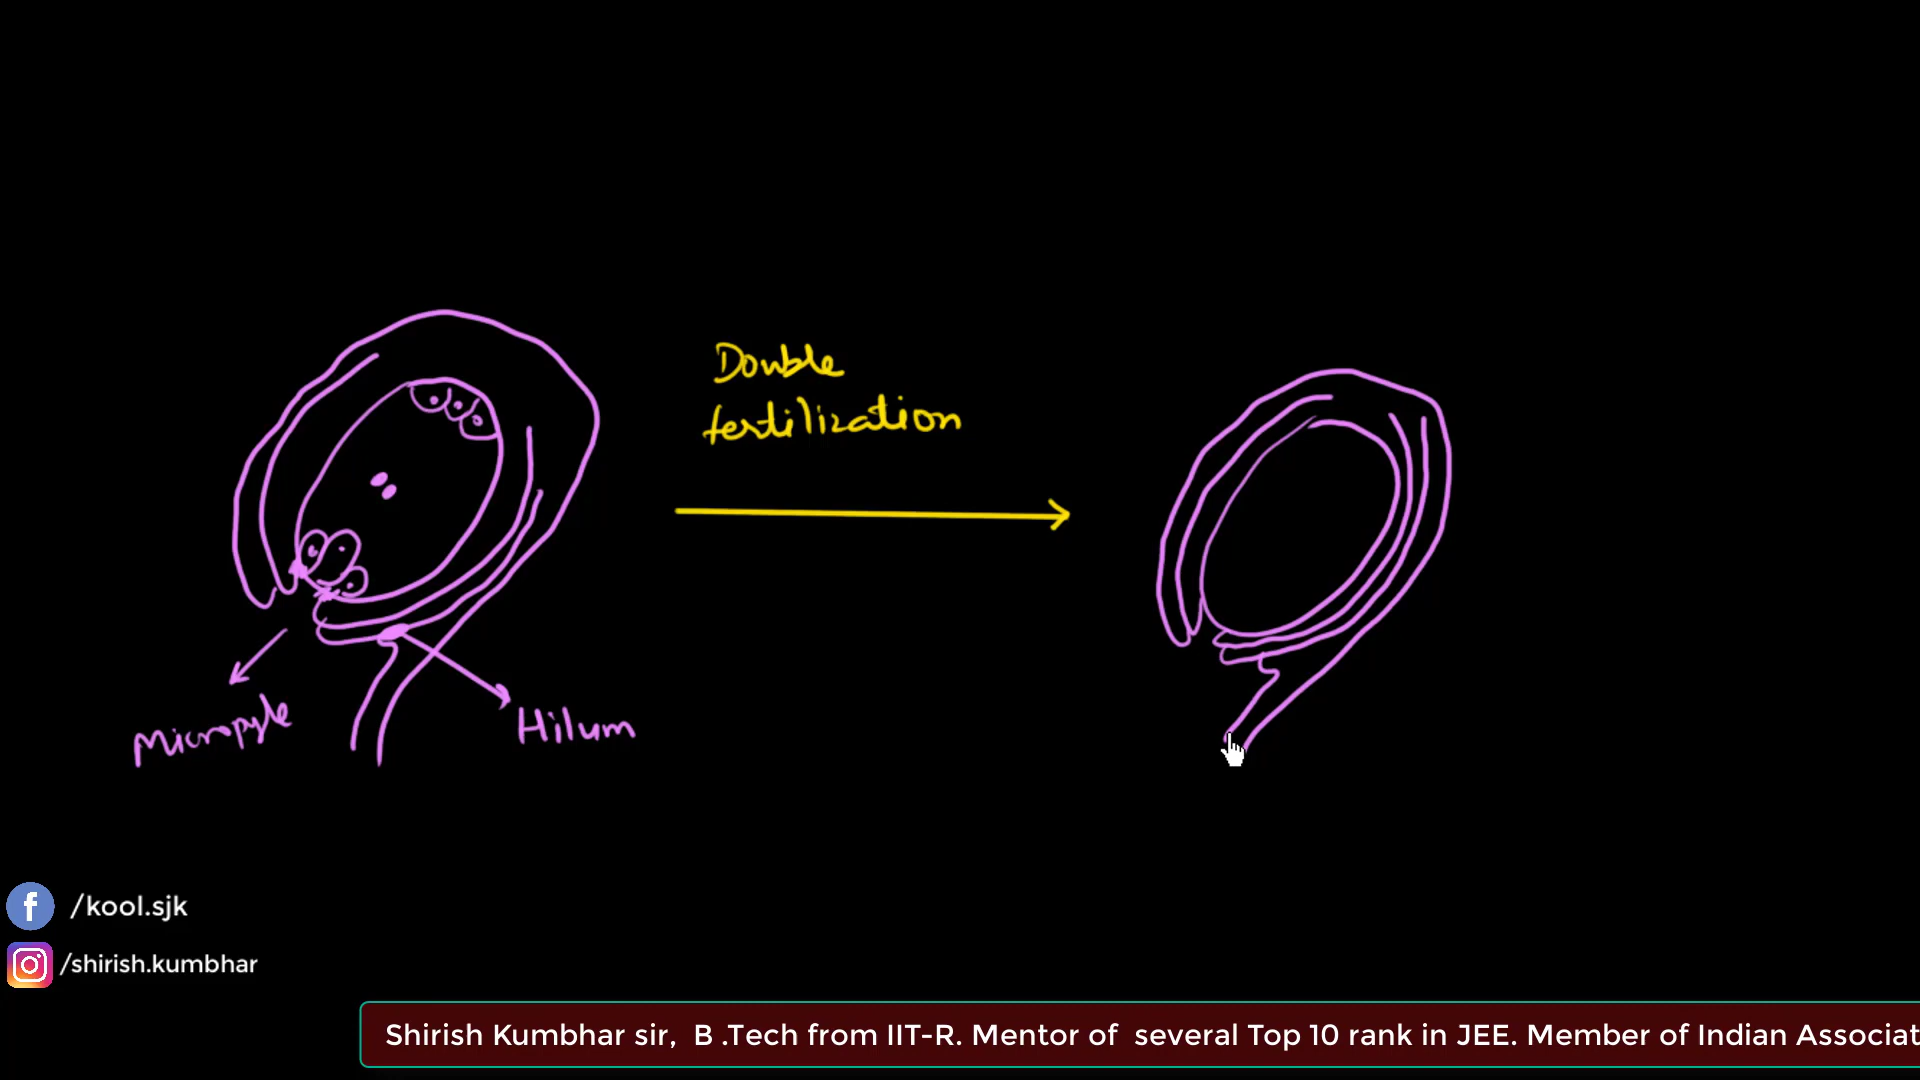 Double
fertilization
Micropyle
Hilum
/kool.sjk
/shirish.kumbhar
Shirish Kumbhar sir, B .Tech from IIT-R. Mentor of several Top 10 rank in JEE. Member of Indian Associat